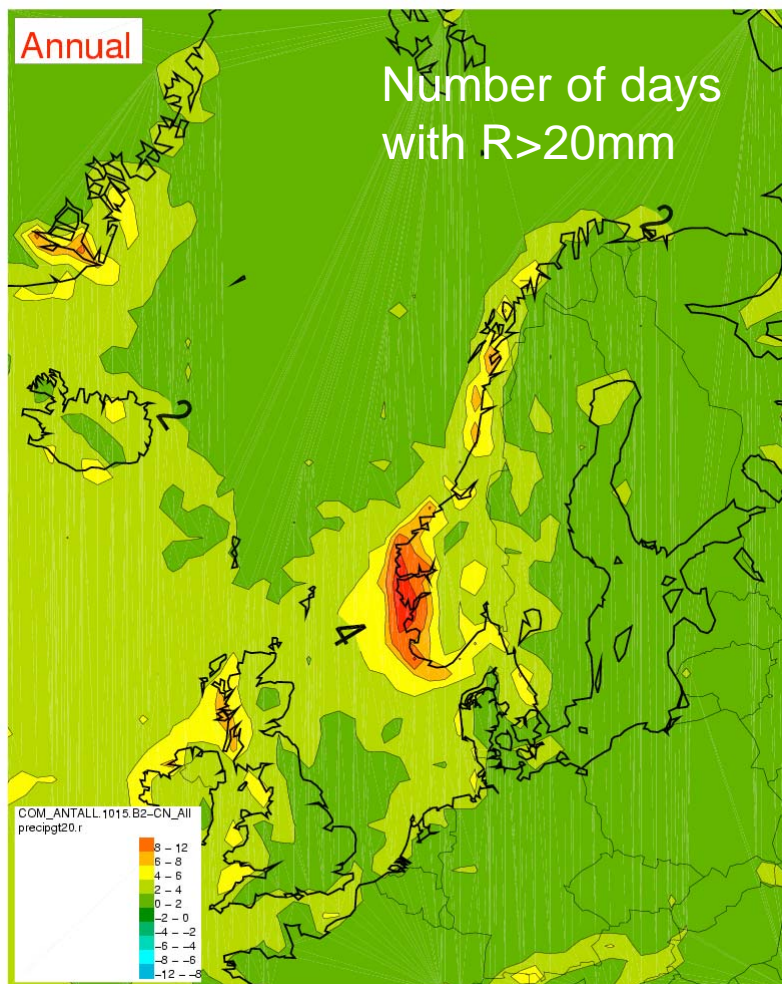 Annual
Number of days
with R>20mm
2
2
4
COM_ANTALL.1015.B2-CN_All
precipgt20.r
8 - 12
6 - 8
4 - 6
2 - 4
0 - 2
-2 - 0
-4 - -2
-6 - -4
-8 - -6
-12 - -8